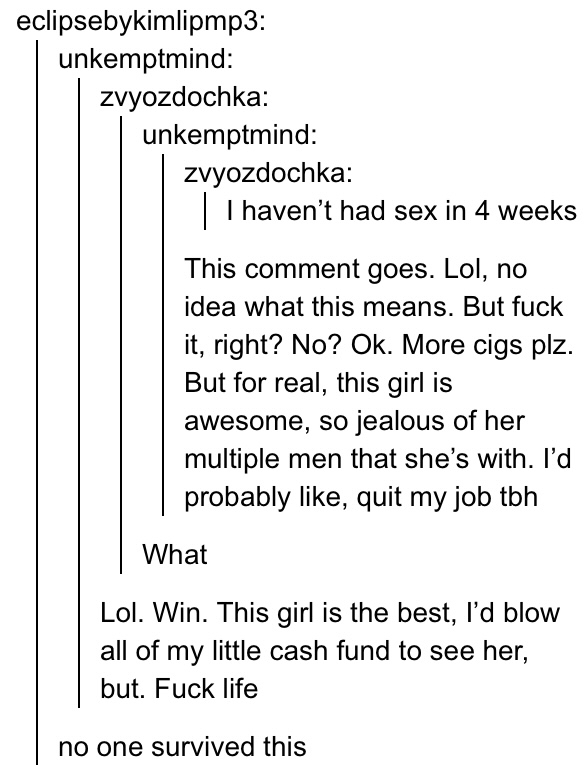 eclipsebykimlipmp3:
unkemptmind:
zvyozdochka:
unkemptmind:
zvyozdochka:
I haven’t had sex in 4 weeks
This comment goes. Lol, no
idea what this means. But fuck
it, right? No? Ok. More cigs plz.
But for real, this girl is
awesome, so jealous of her
multiple men that she’s with. I’d
probably like, quit my job tbh
What
Lol. Win. This girl is the best, I’d blow
all of my little cash fund to see her,
but. Fuck life
no one survived this